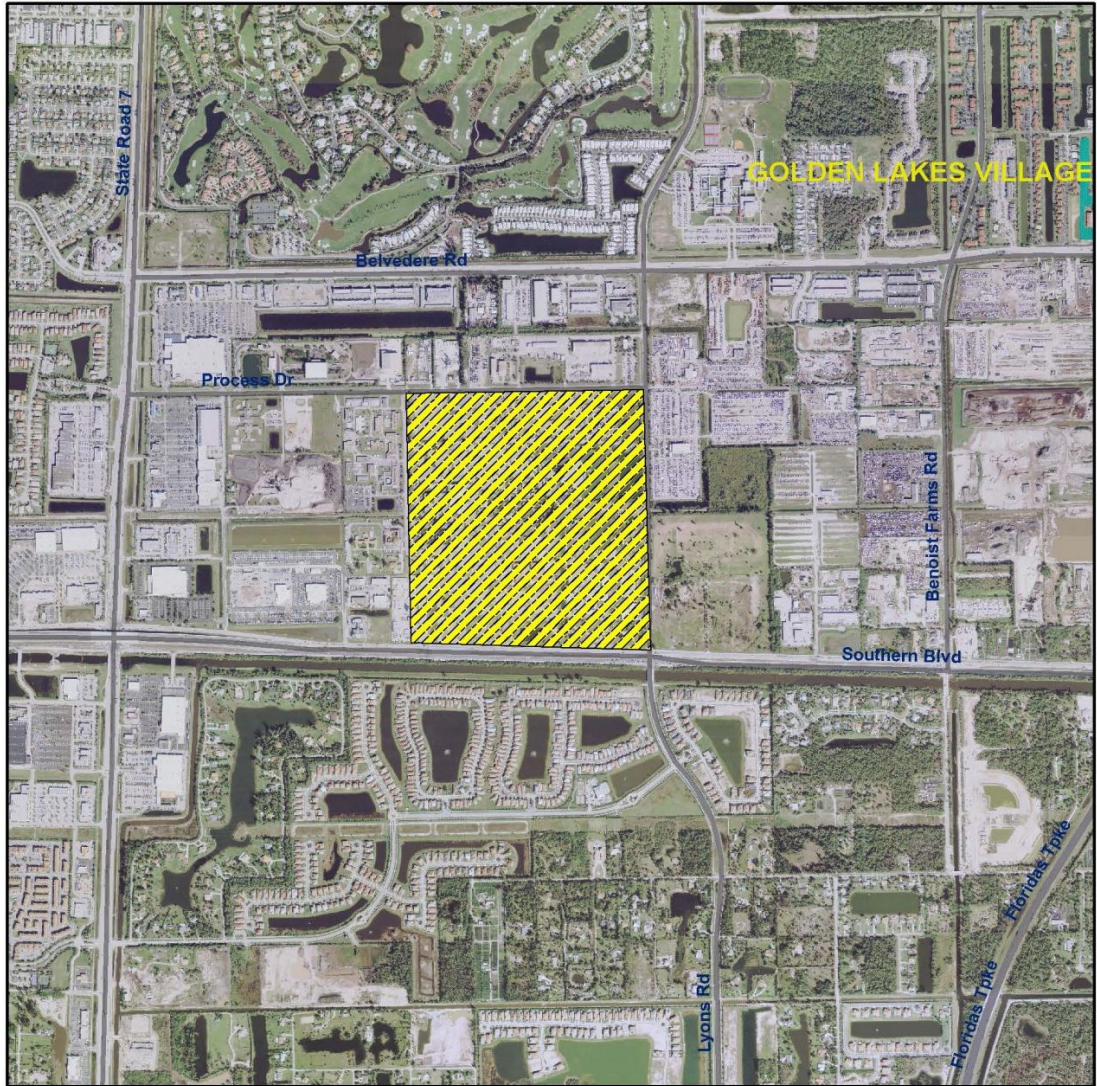 State Road 7
GOLDEN LAKES VILLAGE
Belvedere Rd
Process Dr
Benoist Farms Rd
Southern Blvd
Floridas Tpke
Lyons Rd
Floridas Tpke